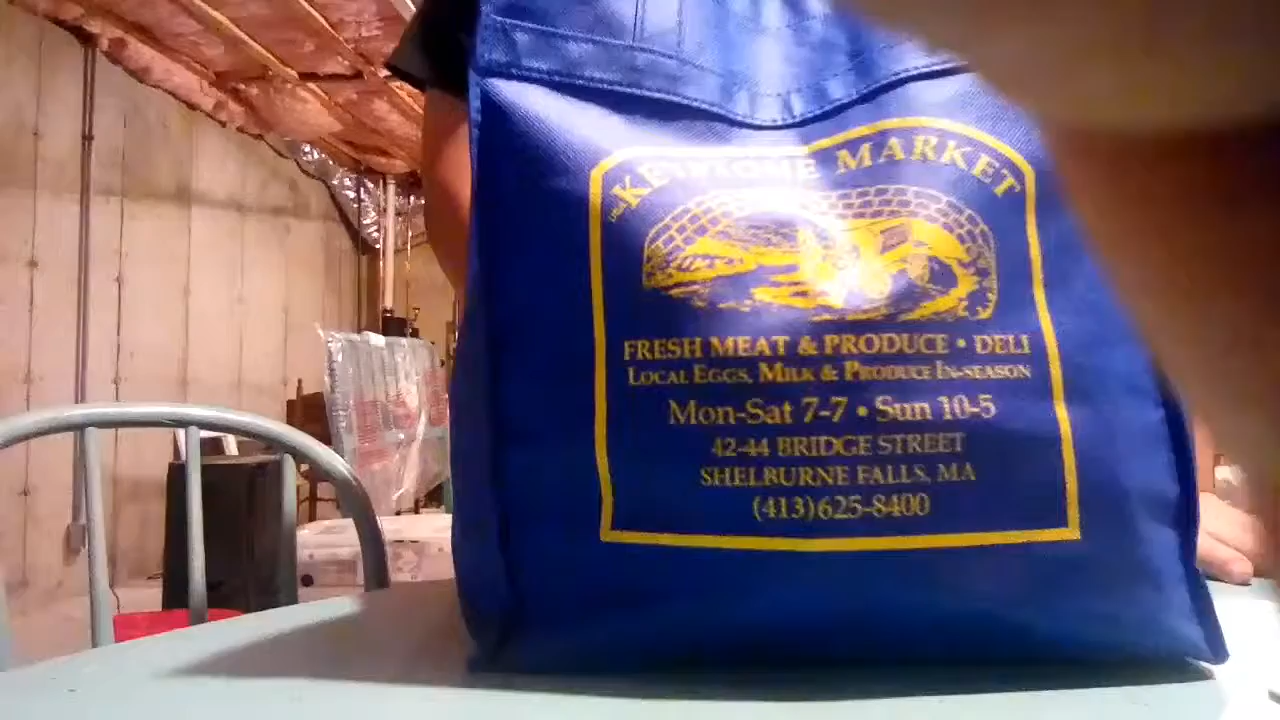 KEYSTONE MARKET
FRESH MEAT & PRODUCE • DELI
LOCAL EGGS, MILK & PRODUCE IN-SEASON
Mon-Sat 7-7 • Sun 10-5
42-44 BRIDGE STREET
SHELBURNE FALLS, MA
(413)625-8400